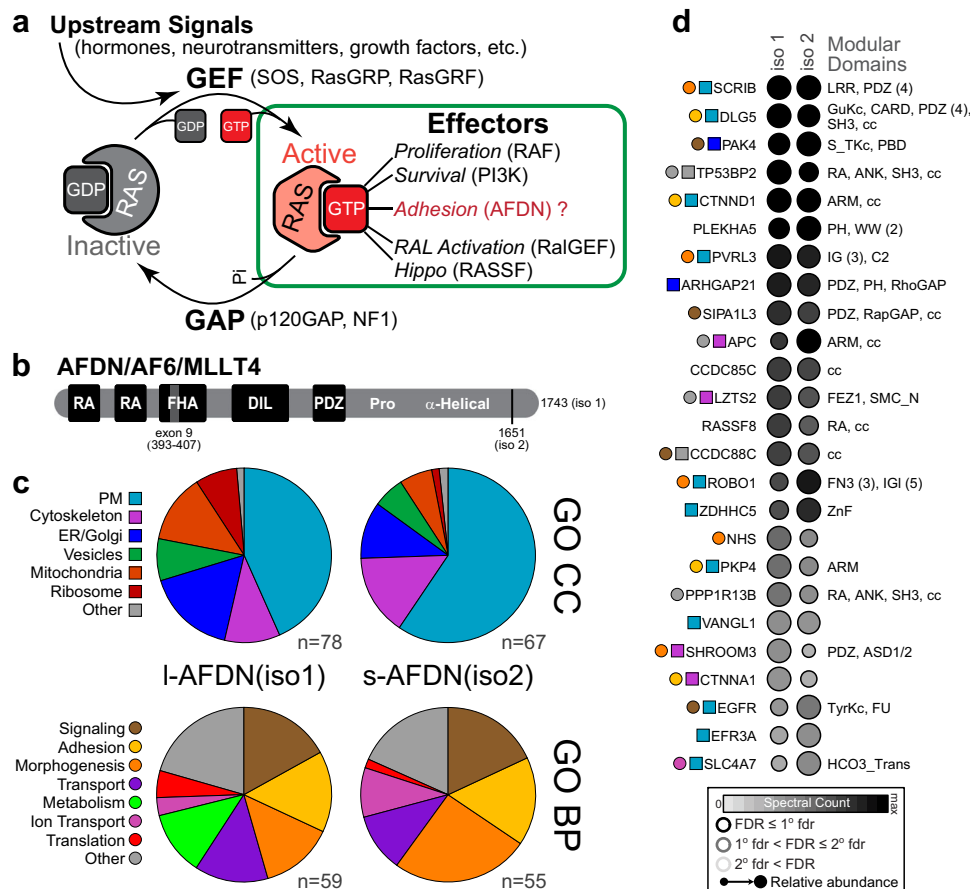 a
Upstream Signals
(hormones, neurotransmitters, growth factors, etc.)
GEF (SOS, RasGRP, RasGRF)
GDP
GTP
GDP
RAS
Inactive
Active
RAS
GTP
Effectors
Proliferation (RAF)
Survival (PI3K)
Adhesion (AFDN) ?
RAL Activation (RalGEF)
Hippo (RASSF)
Pi
GAP (p120GAP, NF1)
b
AFDN/AF6/MLLT4
RA RA FHA DIL PDZ Pro α-Helical
1743 (iso 1)
exon 9
(393-407)
1651
(iso 2)
c
PM
Cytoskeleton
ER/Golgi
Vesicles
Mitochondria
Ribosome
Other
n=78
n=67
GO CC
l-AFDN(iso1)
s-AFDN(iso2)
Signaling
Adhesion
Morphogenesis
Transport
Metabolism
Ion Transport
Translation
Other
n=59
n=55
GO BP
d
iso 1
iso 2
Modular
Domains
SCRIB LRR, PDZ (4)
DLG5 GuKc, CARD, PDZ (4),
SH3, cc
PAK4 S_TKc, PBD
TP53BP2 RA, ANK, SH3, cc
CTNND1 ARM, cc
PLEKHA5 PH, WW (2)
PVRL3 IG (3), C2
ARHGAP21 PDZ, PH, RhoGAP
SIPA1L3 PDZ, RapGAP, cc
APC ARM, cc
CCDC85C cc
LZTS2 FEZ1, SMC_N
RASSF8 RA, cc
CCDC88C cc
ROBO1 FN3 (3), IGI (5)
ZDHHC5 ZnF
NHS
PKP4 ARM
PPP1R13B RA, ANK, SH3, cc
VANGL1
SHROOM3 PDZ, ASD1/2
CTNNA1
EGFR TyrKc, FU
EFR3A
SLC4A7 HCO3_Trans
0 Spectral Count max
FDR ≤ 1° fdr
1° fdr < FDR ≤ 2° fdr
2° fdr < FDR
Relative abundance